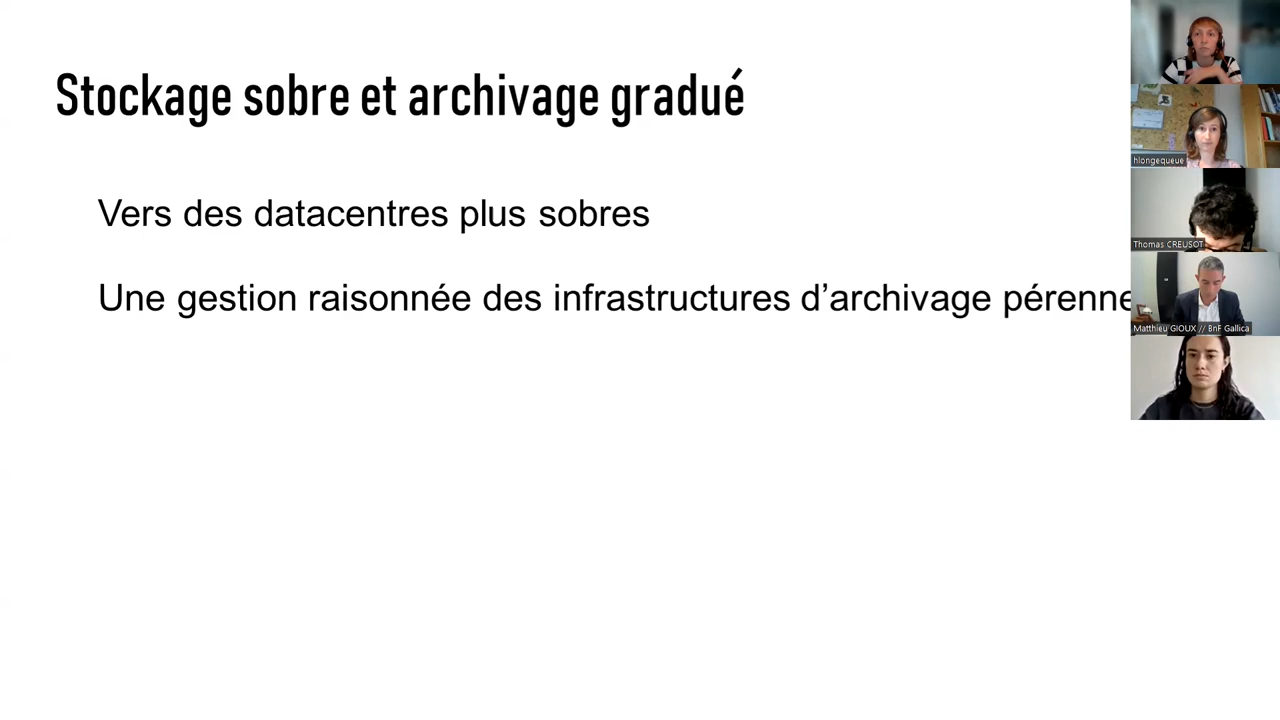 Stockage sobre et archivage gradué
Vers des datacentres plus sobres
Une gestion raisonnée des infrastructures d’archivage pérenne
hlongequeue
Thomas CREUSOT
Matthieu GIOUX // BnF Gallica